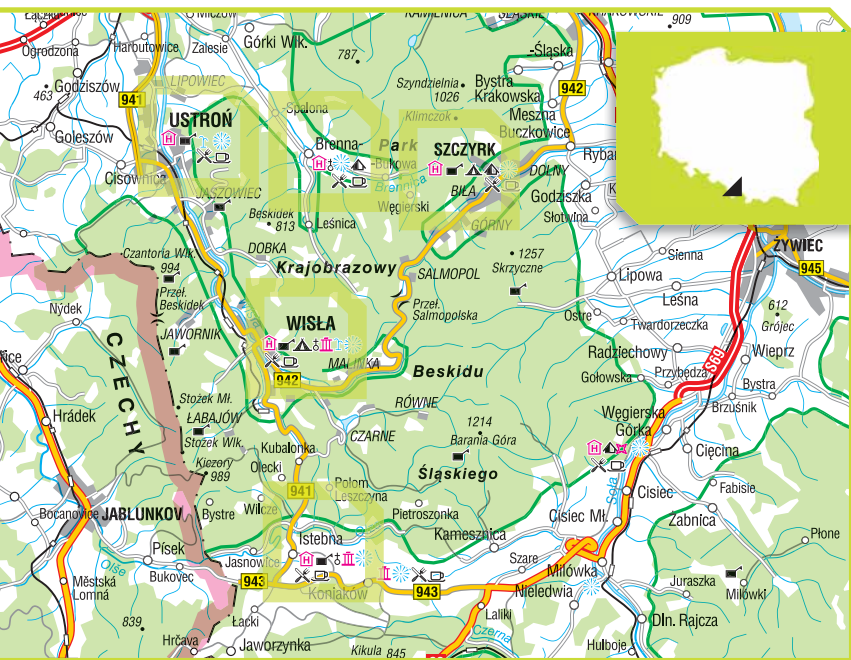 KAMIENICA
909
Ogrodzona
Harbutowice
Zalesie
Górki Wlk.
787
-Śląska
LIPOWIEC
Szyndzielnia
1026
Bystra
Krákowska
942
Godziszów
463
941
USTROŃ
-Spalona
Klimczok
Meszna
Buczkowice
Goleszów
Brenna-
Park
-Bukowa
SZCZYRK
Rybar
Cisownica
Brennica
BIŁA
DOLNY
Godziszka
JASZOWIEC
Węgierski
Słotwina
Beskidek
813
Leśnica
GÓRNY
ŻYWIEC
Czantoria Wlk.
994
DOBKA
1257
Skrzyczne
Sienna
945
Krajobrazowy
SALMOPOL
Lipowa
Leśna
Przeł.
Beskidek
Przeł.
Salmopolska
612
Grójec
Nýdek
WISŁA
Ostre
Twardorzeczka
CZECHY
JAWORNIK
Radziechowy
Wieprz
S69
MALINKA
Beskidu
Przybędza
942
Gołowska
Bystra
Stożek Mł.
RÓWNE
Brzuśnik
Hrádek
ŁABAJÓW
1214
Węgierska
Górka
Stożek Wlk.
CZARNE
Barania Góra
Kubalonka
Cięcina
Kiczory
989
Olecki
Śląskiego
941
Połom
Leszczyna
Soła
Cisiec
Fabisie
Bocanovice
JABLUNKOV
Bystre
Wilcze
Pietroszonka
Cisiec Mł.
Żabnica
Istebna
Kamesznica
Płone
Písek
Jasnowice
Szare
Olše
Bukovec
943
Milówka
Juraszka
Městská
Lomná
Koniaków
943
Nieledwia
Milówki
839
Łacki
Laliki
Dln. Rajcza
Czerna
Hrčava
Jaworzynka
Kikula 845
Hulboje